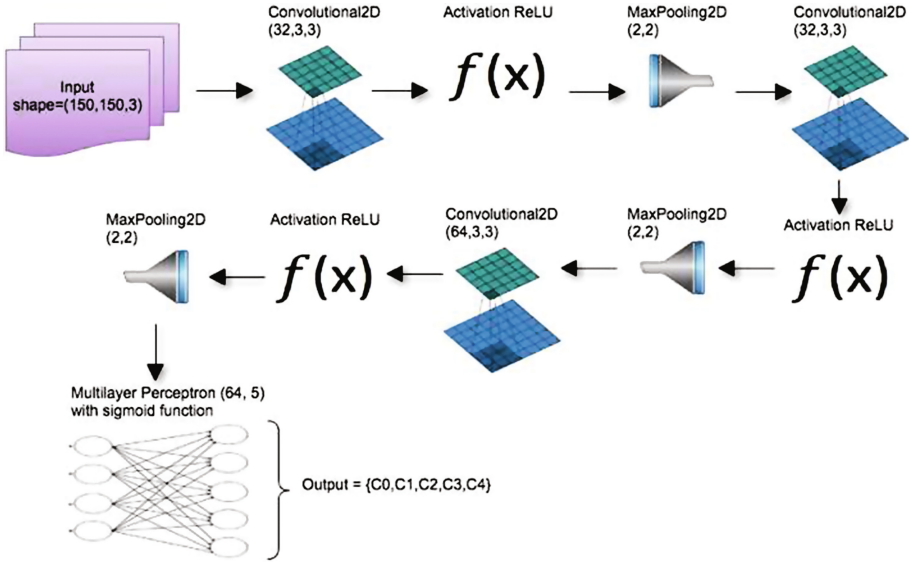 Input
shape=(150,150,3)
Convolutional2D
(32,3,3)
Activation ReLU
f(x)
MaxPooling2D
(2,2)
Convolutional2D
(32,3,3)
Activation ReLU
f(x)
MaxPooling2D
(2,2)
Convolutional2D
(64,3,3)
Activation ReLU
f(x)
MaxPooling2D
(2,2)
Multilayer Perceptron (64, 5)
with sigmoid function
Output = {C0,C1,C2,C3,C4}